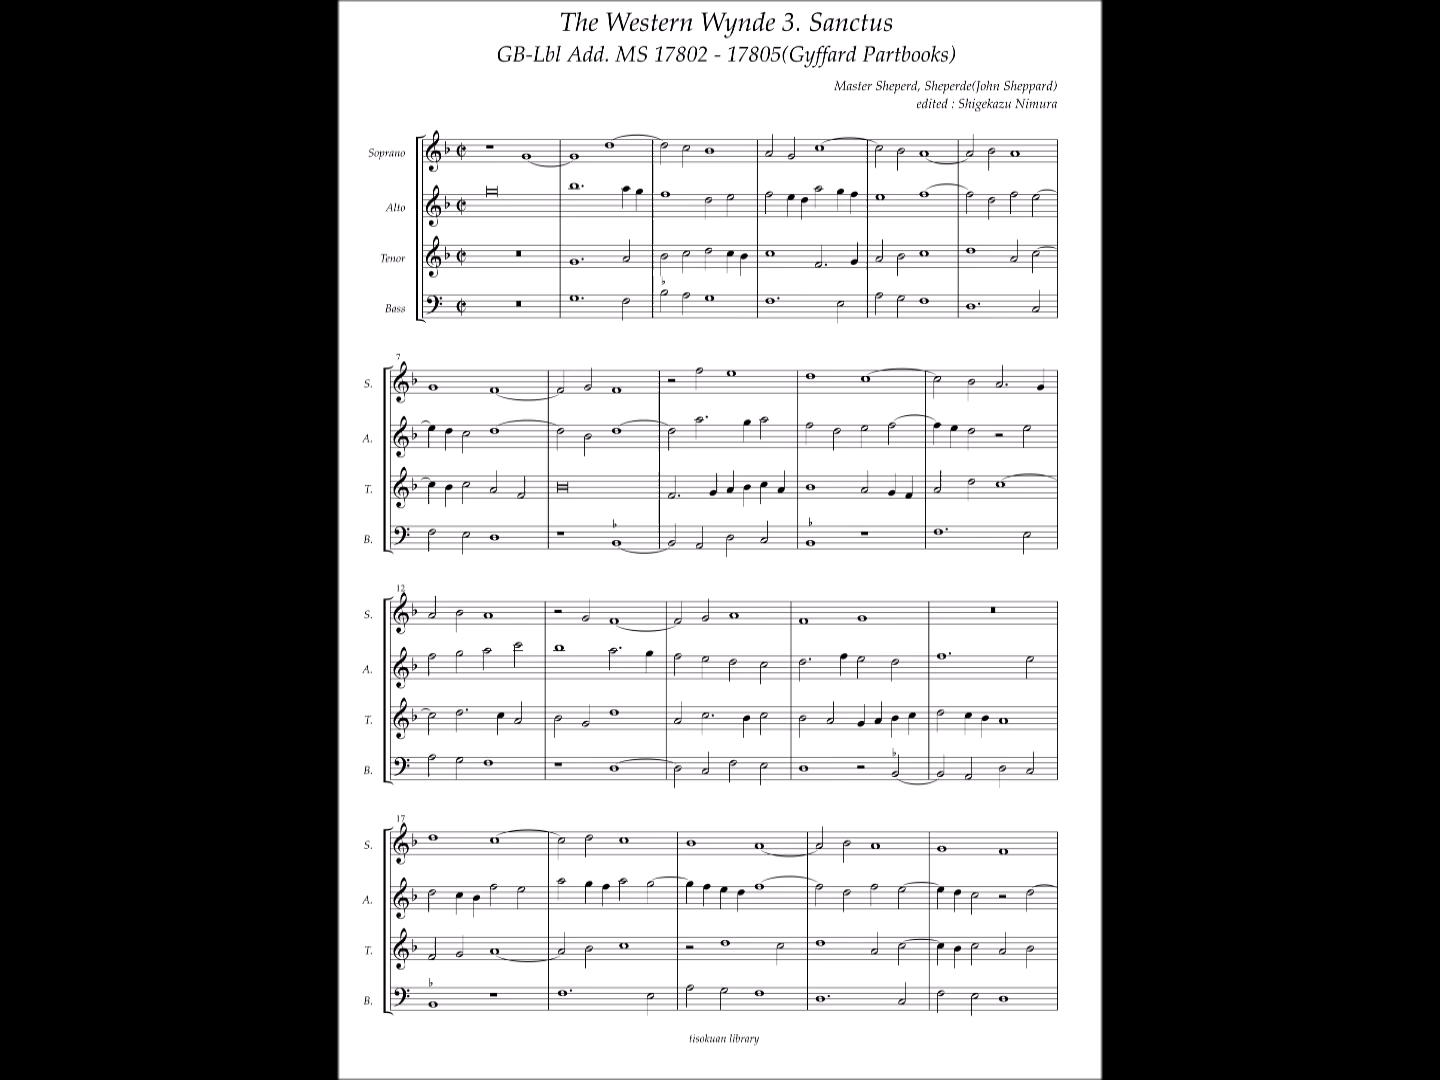 The Western Wynde 3. Sanctus
GB-Lbl Add. MS 17802 - 17805(Gyffard Partbooks)
Master Sheperd, Sheperde(John Sheppard)
edited : Shigekazu Nimura
Soprano
Alto
Tenor
Bass
7
S.
A.
T.
B.
12
S.
A.
T.
B.
17
S.
A.
T.
B.
tisokuan library